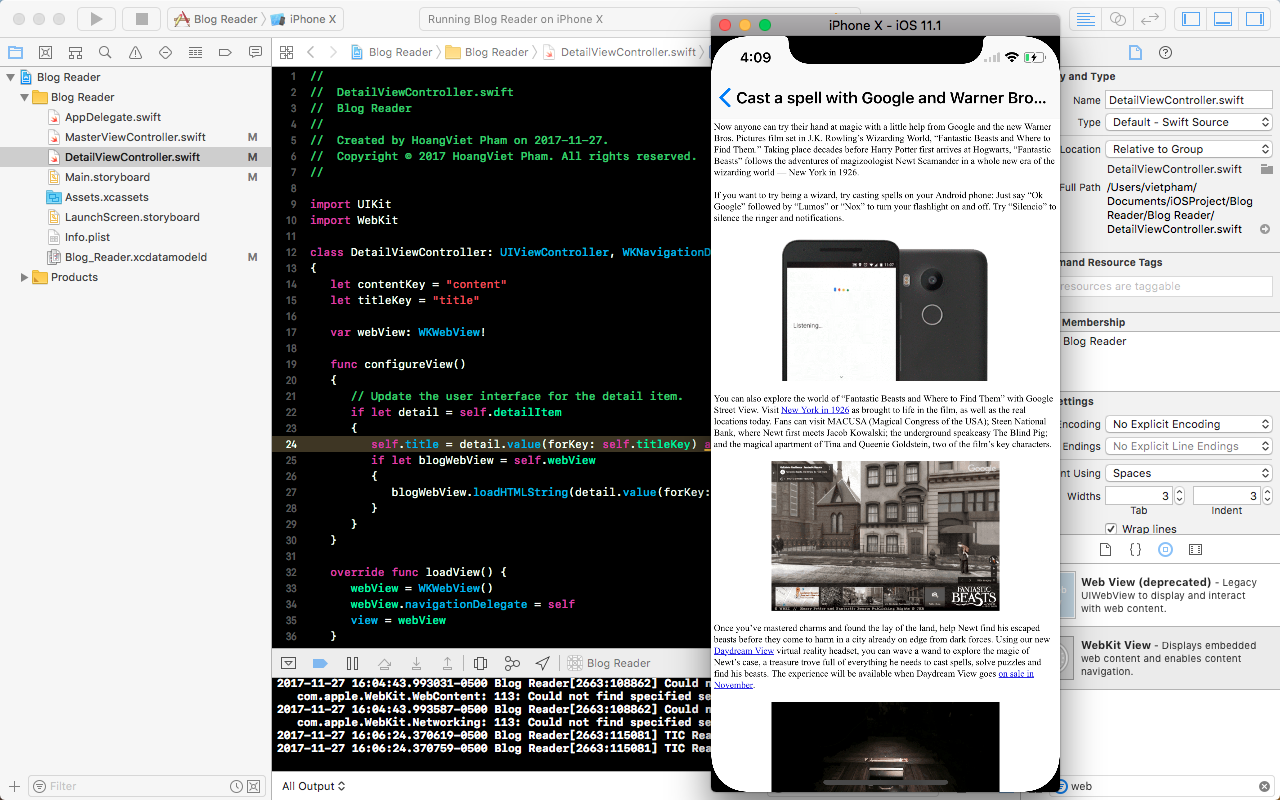 Blog Reader
iPhone X
Running Blog Reader on iPhone X
Blog Reader
Blog Reader
AppDelegate.swift
MasterViewController.swift M
DetailViewController.swift M
Main.storyboard M
Assets.xcassets
LaunchScreen.storyboard
Info.plist
Blog_Reader.xcdatamodeld M
Products
Filter
Blog Reader
Blog Reader
DetailViewController.swift
1 //
2 //  DetailViewController.swift
3 //  Blog Reader
4 //
5 //  Created by HoangViet Pham on 2017-11-27.
6 //  Copyright © 2017 HoangViet Pham. All rights reserved.
7 //
8
9 import UIKit
10 import WebKit
11
12 class DetailViewController: UIViewController, WKNavigationD
13 {
14 let contentKey = "content"
15 let titleKey = "title"
16
17 var webView: WKWebView!
18
19 func configureView()
20 {
21 // Update the user interface for the detail item.
22 if let detail = self.detailItem
23 {
24 self.title = detail.value(forKey: self.titleKey) a
25 if let blogWebView = self.webView
26 {
27 blogWebView.loadHTMLString(detail.value(forKey:
28 }
29 }
30 }
31
32 override func loadView() {
33 webView = WKWebView()
34 webView.navigationDelegate = self
35 view = webView
36 }
Blog Reader
2017-11-27 16:04:43.993031-0500 Blog Reader[2663:108862] Could n
com.apple.WebKit.WebContent: 113: Could not find specified se
2017-11-27 16:04:43.993587-0500 Blog Reader[2663:108862] Could n
com.apple.WebKit.Networking: 113: Could not find specified se
2017-11-27 16:06:24.370619-0500 Blog Reader[2663:115081] TIC Rea
2017-11-27 16:06:24.370759-0500 Blog Reader[2663:115081] TIC Rea
All Output
iPhone X - iOS 11.1
4:09
Cast a spell with Google and Warner Bro...
Now anyone can try their hand at magic with a little help from Google and the new Warner
Bros. Pictures film set in J.K. Rowling's Wizarding World, “Fantastic Beasts and Where to
Find Them.” Taking place decades before Harry Potter first arrives at Hogwarts, “Fantastic
Beasts” follows the adventures of magizoologist Newt Scamander in a whole new era of the
wizarding world — New York in 1926.
If you want to try being a wizard, try casting spells on your Android phone: Just say “Ok
Google” followed by “Lumos” or “Nox” to turn your flashlight on and off. Try “Silencio” to
silence the ringer and notifications.
11:07
Listening...
You can also explore the world of “Fantastic Beasts and Where to Find Them” with Google
Street View. Visit New York in 1926 as brought to life in the film, as well as the real
locations today. Fans can visit MACUSA (Magical Congress of the USA); Steen National
Bank, where Newt first meets Jacob Kowalski; the underground speakeasy The Blind Pig;
and the magical apartment of Tina and Queenie Goldstein, two of the film's key characters.
Google
FANTASTIC
BEASTS
Once you've mastered charms and found the lay of the land, help Newt find his escaped
beasts before they come to harm in a city already on edge from dark forces. Using our new
Daydream View virtual reality headset, you can wave a wand to explore the magic of
Newt's case, a treasure trove full of everything he needs to cast spells, solve puzzles and
find his beasts. The experience will be available when Daydream View goes on sale in
November.
y and Type
Name DetailViewController.swift
Type Default - Swift Source
Location Relative to Group
DetailViewController.swift
Full Path /Users/vietpham/
Documents/iOSProject/Blog
Reader/Blog Reader/
DetailViewController.swift
mand Resource Tags
resources are taggable
Membership
Blog Reader
ettings
Encoding No Explicit Encoding
Endings No Explicit Line Endings
nt Using Spaces
Widths 3 3
Tab Indent
Wrap lines
Web View (deprecated) - Legacy
UIWebView to display and interact
with web content.
WebKit View - Displays embedded
web content and enables content
navigation.
web